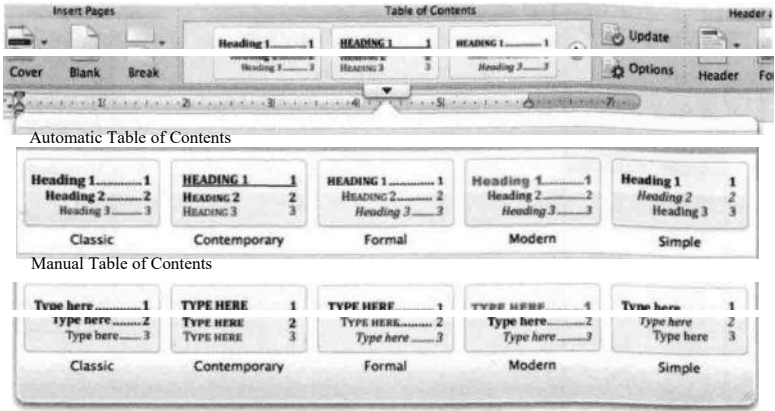 Insert Pages Table of Contents Header
Heading 1 1 HEADING 1 1 HEADING 1 1 Update
Heading 3 3 HEADING 3 3 Heading 3 3 Options
Cover Blank Break Header
1 2 3 4 5 7
Automatic Table of Contents
Heading 1 1 HEADING 1 1 HEADING 1 1 Heading 1 1 Heading 1 1
Heading 2 2 HEADING 2 2 HEADING 2 2 Heading 2 2 Heading 2 2
Heading 3 3 HEADING 3 3 Heading 3 3 Heading 3 3 Heading 3 3
Classic Contemporary Formal Modern Simple
Manual Table of Contents
Type here 1 TYPE HERE 1 TYPE HERE 1 TYPE HERE 1 Type here 1
Type here 2 TYPE HERE 2 TYPE HERE 2 Type here 2 Type here 2
Type here 3 TYPE HERE 3 Type here 3 Type here 3 Type here 3
Classic Contemporary Formal Modern Simple